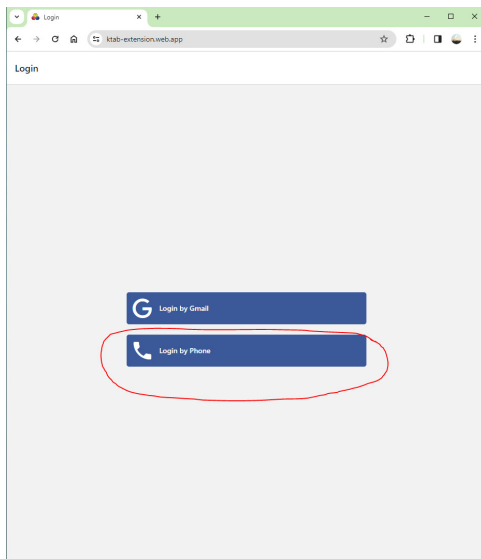 Login
ktab-extension.web.app
Login
Login by Gmail
Login by Phone